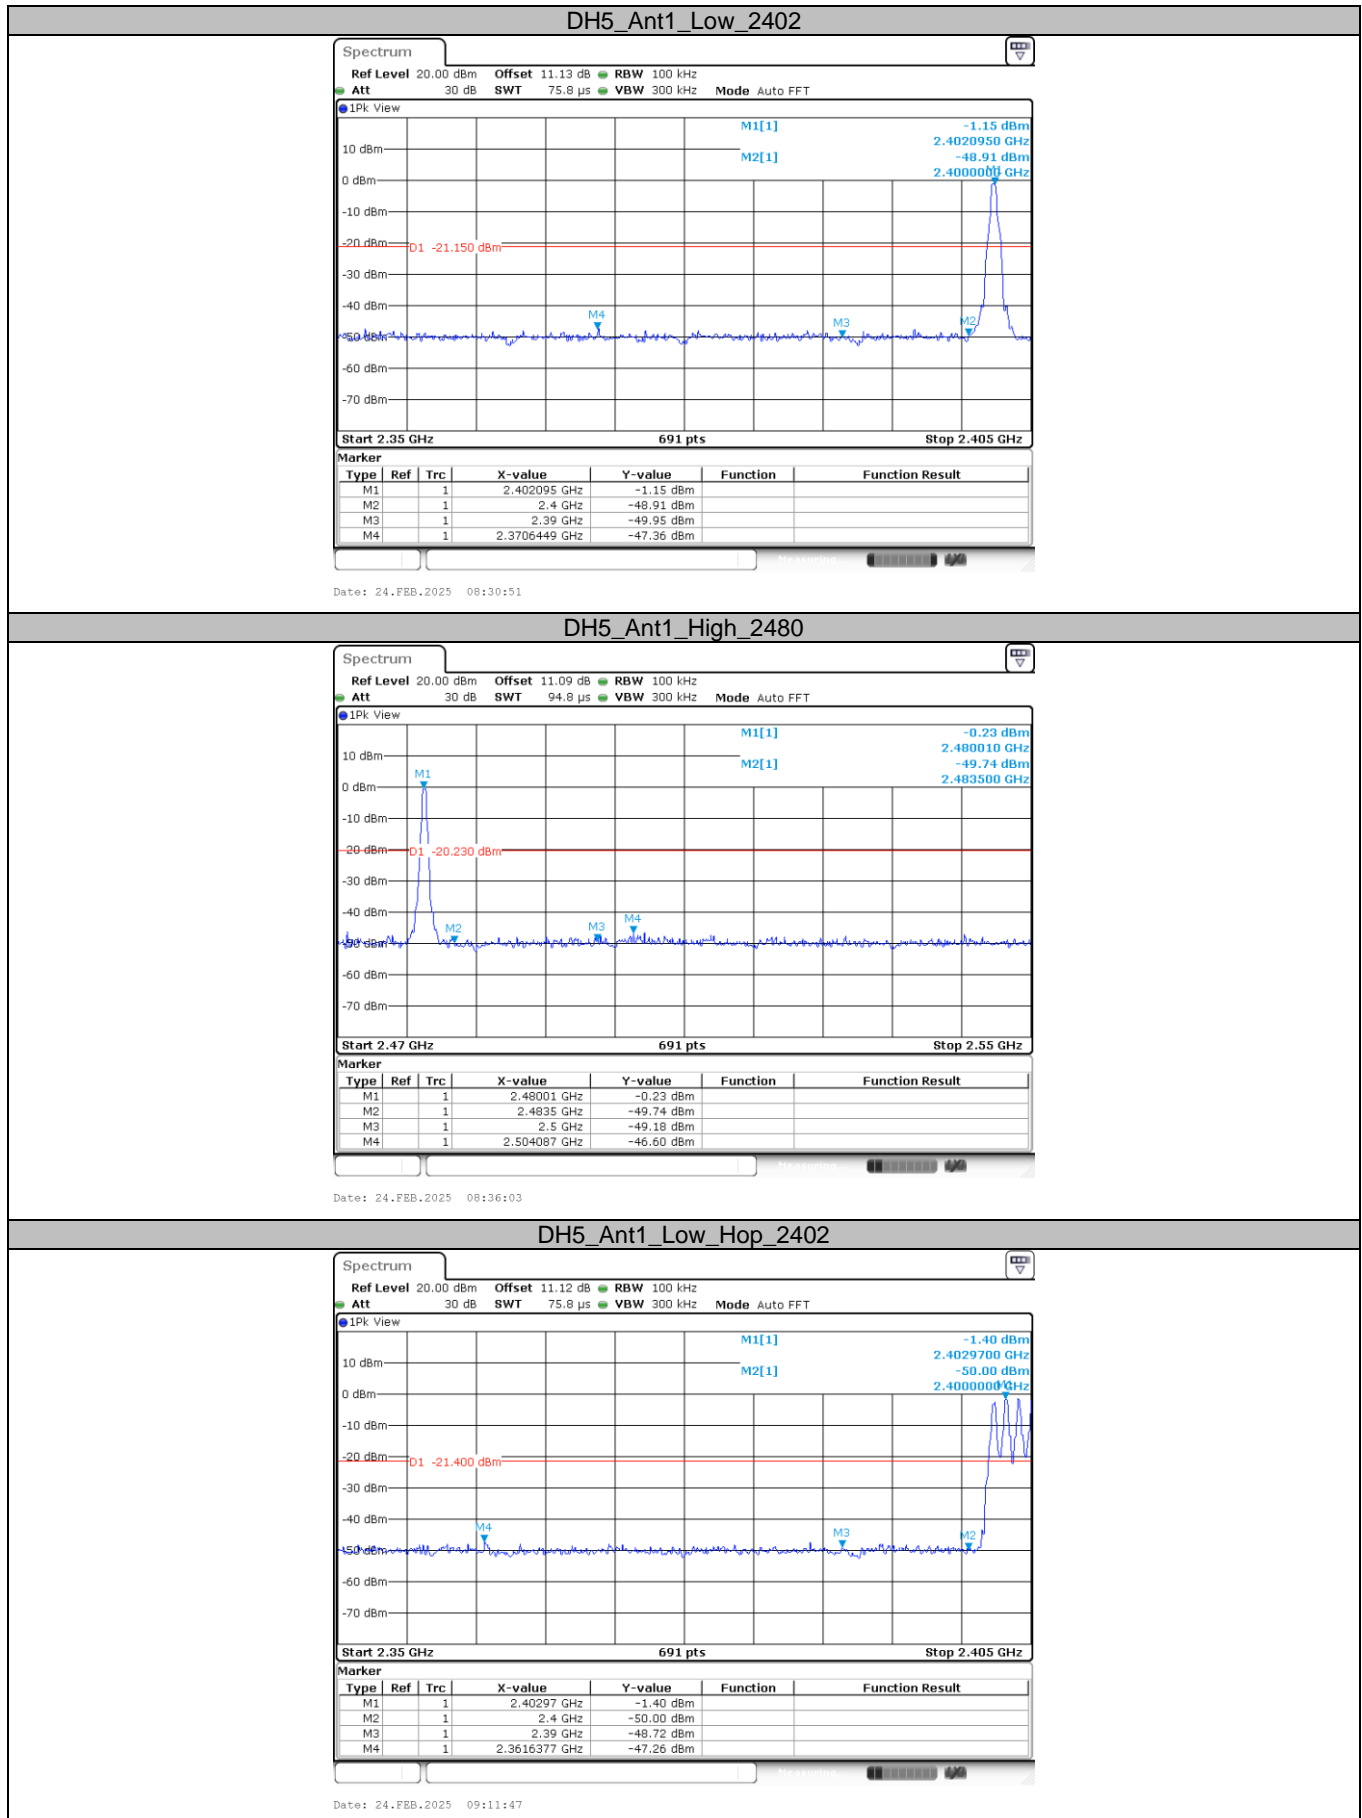 DH5_Ant1_Low_2402
Spectrum
Ref Level 20.00 dBm Offset 11.13 dB RBW 100 kHz
Att 30 dB SWT 75.8 µs VBW 300 kHz Mode Auto FFT
1Pk View
M1[1] -1.15 dBm
2.4020950 GHz
10 dBm
M2[1] -48.91 dBm
2.4000000 GHz
M1
0 dBm
-10 dBm
-20 dBm
D1 -21.150 dBm
-30 dBm
-40 dBm
M4
M3
M2
-50 dBm
-60 dBm
-70 dBm
Start 2.35 GHz 691 pts Stop 2.405 GHz
Marker
Type Ref Trc X-value Y-value Function Function Result
M1 1 2.402095 GHz -1.15 dBm
M2 1 2.4 GHz -48.91 dBm
M3 1 2.39 GHz -49.95 dBm
M4 1 2.3706449 GHz -47.36 dBm
Measuring...
Date: 24.FEB.2025 08:30:51
DH5_Ant1_High_2480
Spectrum
Ref Level 20.00 dBm Offset 11.09 dB RBW 100 kHz
Att 30 dB SWT 94.8 µs VBW 300 kHz Mode Auto FFT
1Pk View
M1[1] -0.23 dBm
2.480010 GHz
10 dBm
M2[1] -49.74 dBm
2.483500 GHz
M1
0 dBm
-10 dBm
-20 dBm
D1 -20.230 dBm
-30 dBm
-40 dBm
M2
M3
M4
-50 dBm
-60 dBm
-70 dBm
Start 2.47 GHz 691 pts Stop 2.55 GHz
Marker
Type Ref Trc X-value Y-value Function Function Result
M1 1 2.48001 GHz -0.23 dBm
M2 1 2.4835 GHz -49.74 dBm
M3 1 2.5 GHz -49.18 dBm
M4 1 2.504087 GHz -46.60 dBm
Measuring...
Date: 24.FEB.2025 08:36:03
DH5_Ant1_Low_Hop_2402
Spectrum
Ref Level 20.00 dBm Offset 11.12 dB RBW 100 kHz
Att 30 dB SWT 75.8 µs VBW 300 kHz Mode Auto FFT
1Pk View
M1[1] -1.40 dBm
2.4029700 GHz
10 dBm
M2[1] -50.00 dBm
2.4000000 GHz
M1
0 dBm
-10 dBm
-20 dBm
D1 -21.400 dBm
-30 dBm
-40 dBm
M4
M3
M2
-50 dBm
-60 dBm
-70 dBm
Start 2.35 GHz 691 pts Stop 2.405 GHz
Marker
Type Ref Trc X-value Y-value Function Function Result
M1 1 2.40297 GHz -1.40 dBm
M2 1 2.4 GHz -50.00 dBm
M3 1 2.39 GHz -48.72 dBm
M4 1 2.3616377 GHz -47.26 dBm
Measuring...
Date: 24.FEB.2025 09:11:47